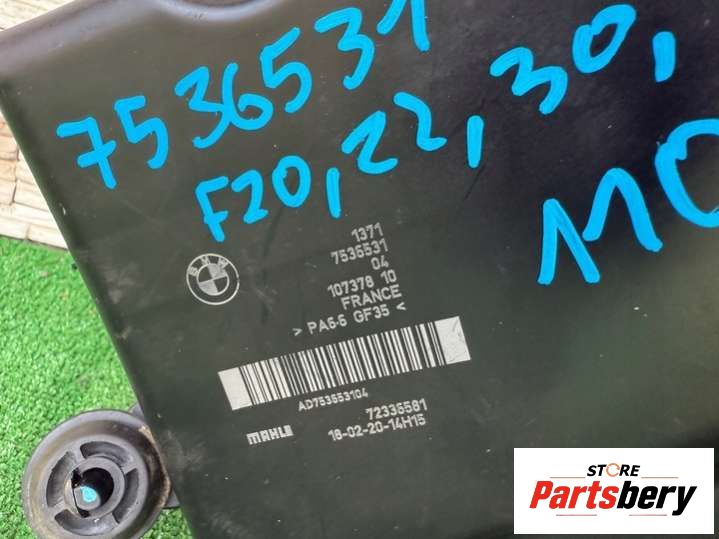 7536531
F20, 22, 30,
1371
7536531
04
BMW
107378 10
FRANCE
> PA6-6 GF35 <
AD753653104
72336581
MAHLE
18-02-20-14H15
STORE
Partsbery